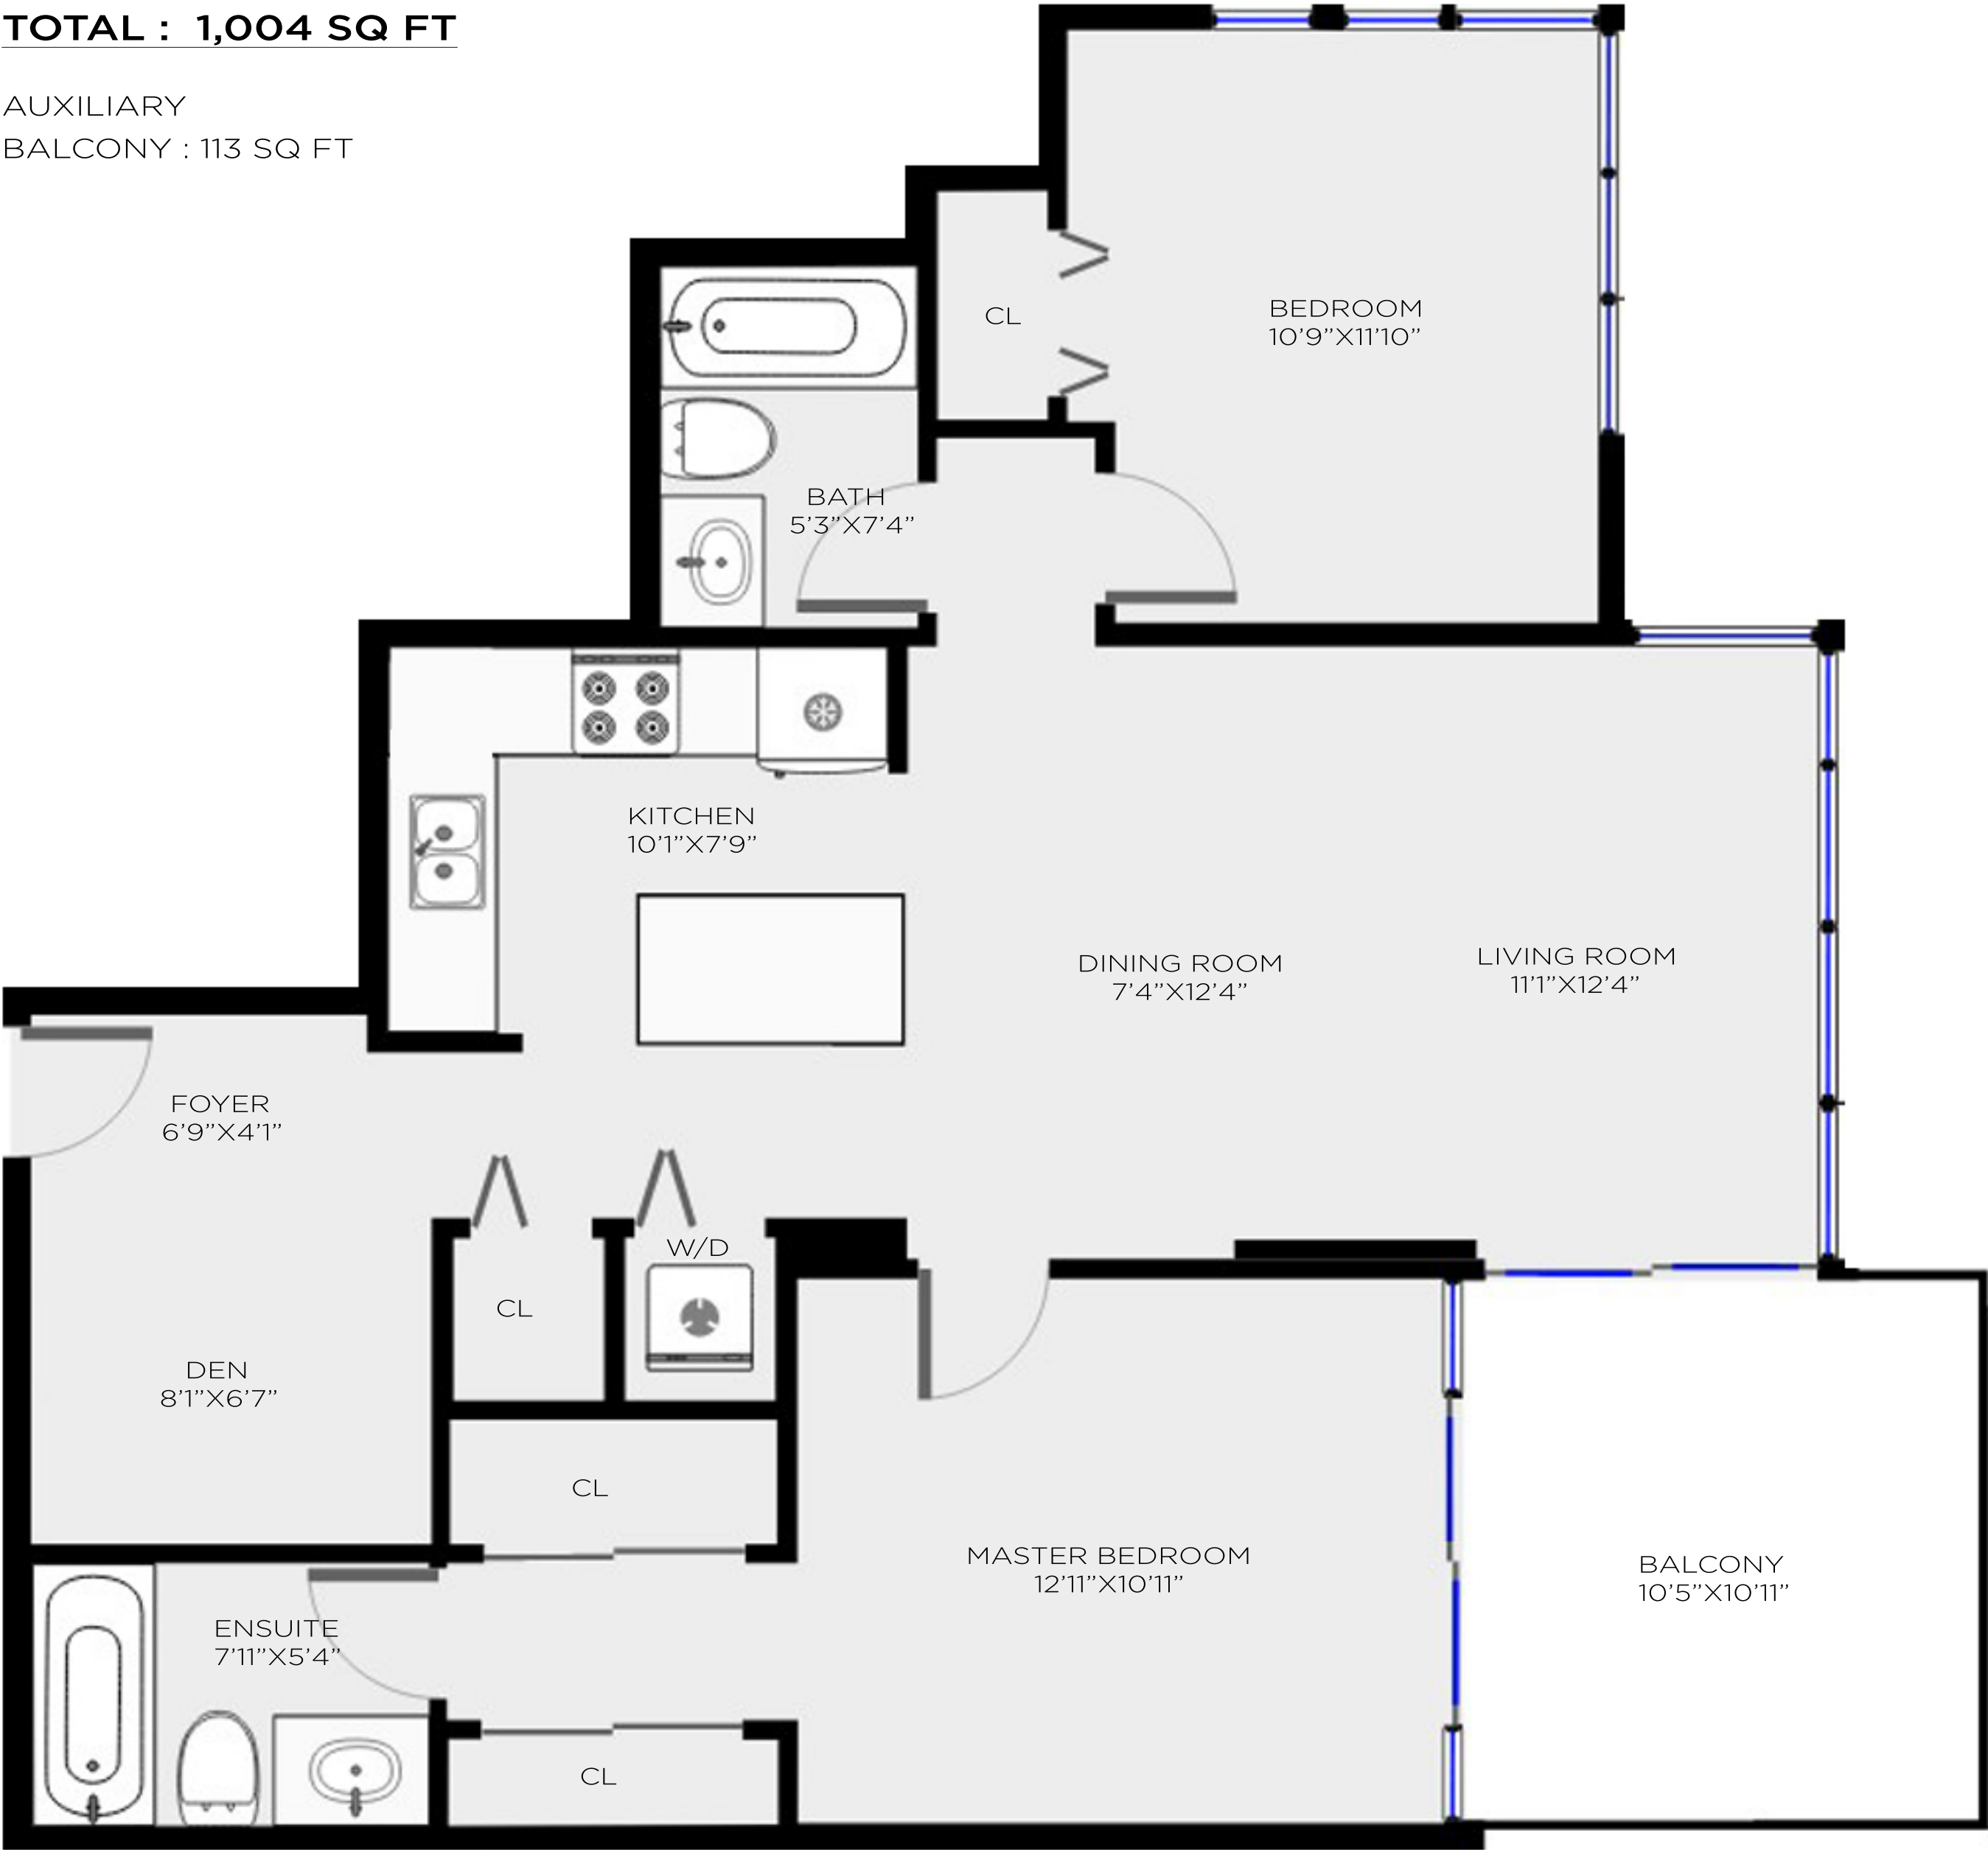 TOTAL : 1,004 SQ FT
AUXILIARY
BALCONY : 113 SQ FT
CL
BEDROOM
10'9”X11'10”
BATH
5'3”X7'4”
KITCHEN
10'1”X7'9”
DINING ROOM
7'4”X12'4”
LIVING ROOM
11'1”X12'4”
FOYER
6'9”X4'1”
W/D
CL
DEN
8'1”X6'7”
CL
MASTER BEDROOM
12'11”X10'11”
BALCONY
10'5”X10'11”
ENSUITE
7'11”X5'4”
CL